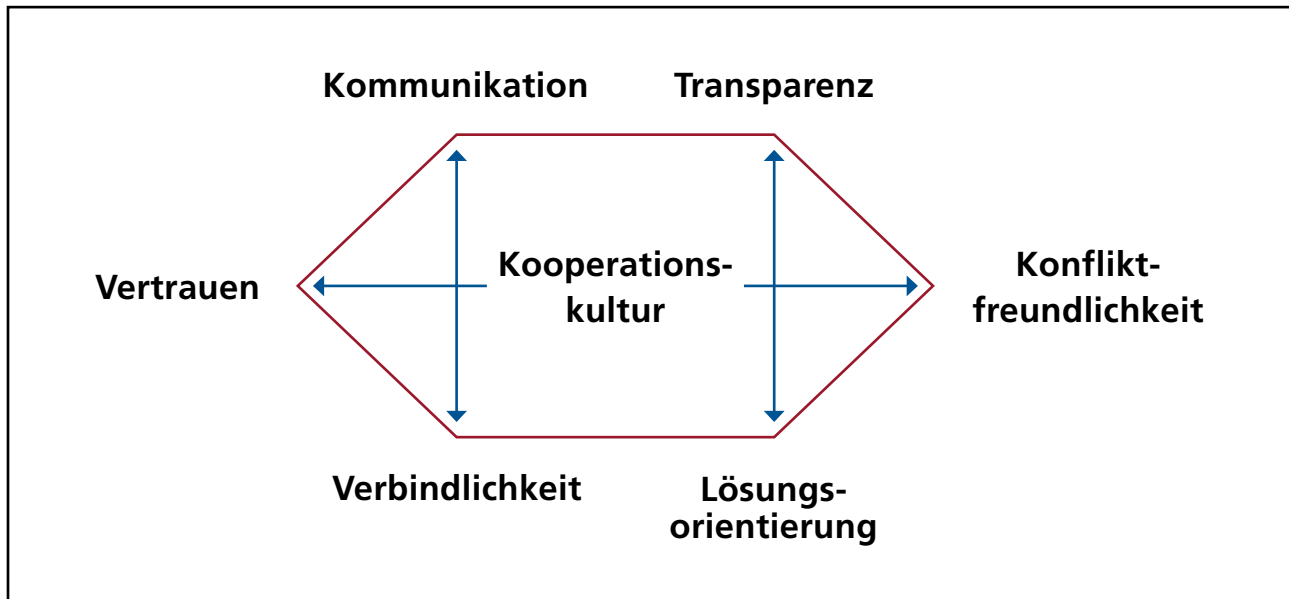 Kommunikation
Transparenz
Vertrauen
Kooperations-
kultur
Konflikt-
freundlichkeit
Verbindlichkeit
Lösungs-
orientierung